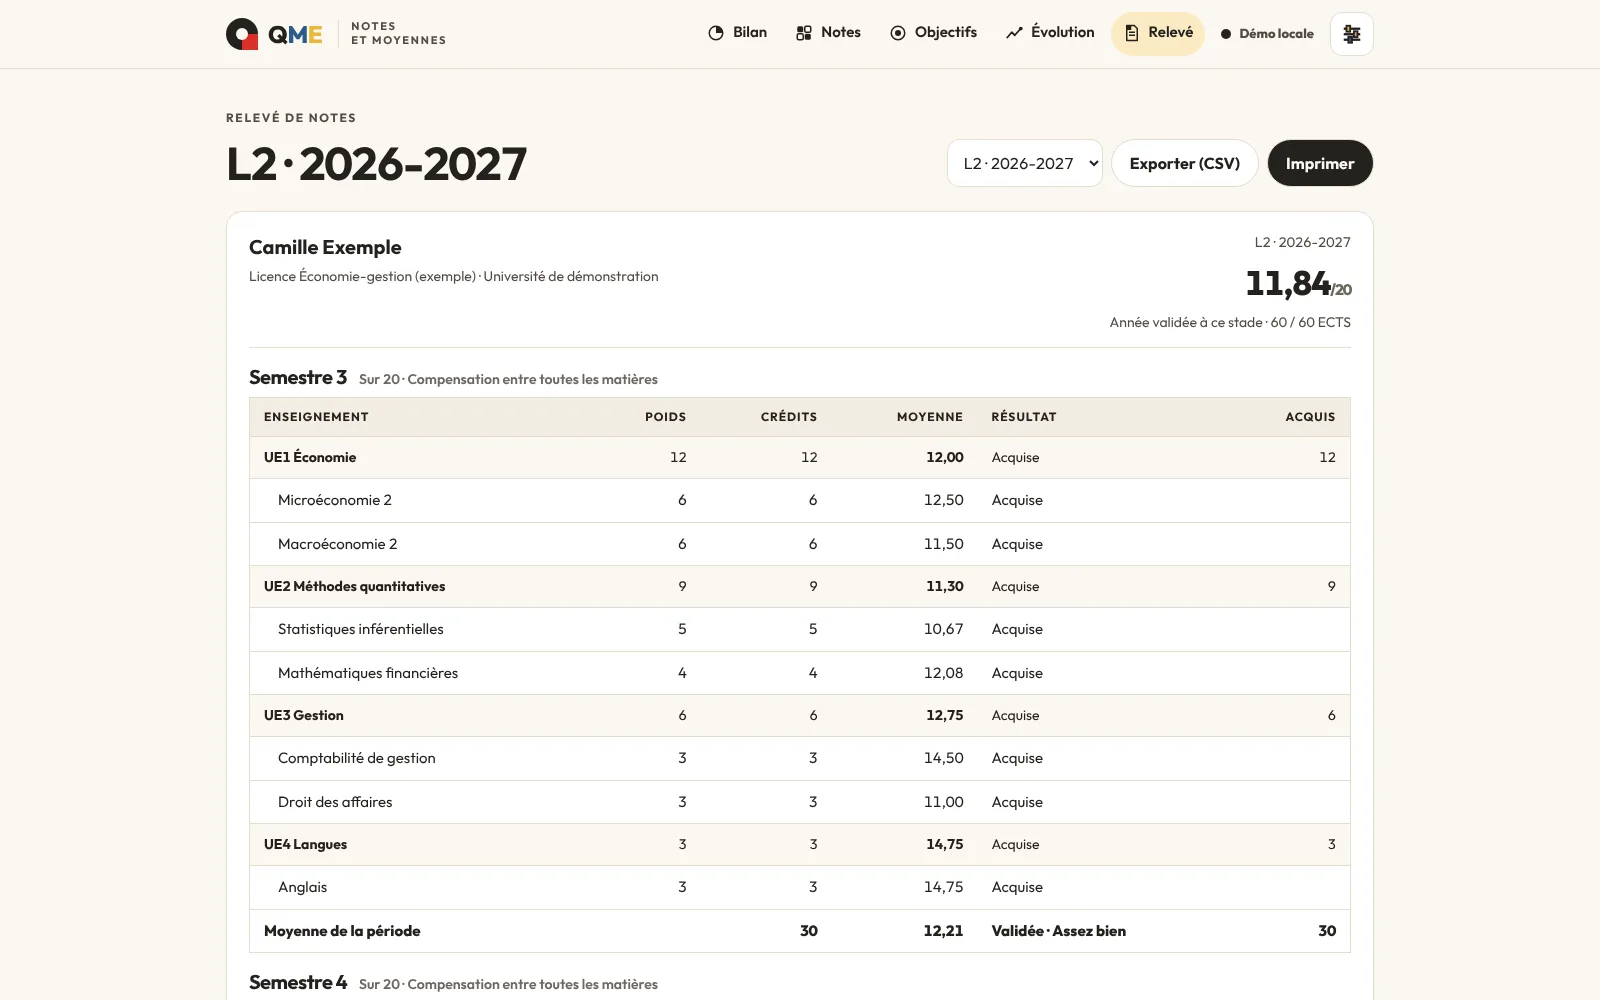 QME
NOTES
ET MOYENNES
Bilan
Notes
Objectifs
Évolution
Relevé
Démo locale
RELEVÉ DE NOTES
L2 · 2026-2027
L2 · 2026-2027
Exporter (CSV)
Imprimer
Camille Exemple
L2 · 2026-2027
Licence Économie-gestion (exemple) · Université de démonstration
11,84/20
Année validée à ce stade · 60 / 60 ECTS
Semestre 3 Sur 20 · Compensation entre toutes les matières
ENSEIGNEMENT POIDS CRÉDITS MOYENNE RÉSULTAT ACQUIS
UE1 Économie 12 12 12,00 Acquise 12
Microéconomie 2 6 6 12,50 Acquise
Macroéconomie 2 6 6 11,50 Acquise
UE2 Méthodes quantitatives 9 9 11,30 Acquise 9
Statistiques inférentielles 5 5 10,67 Acquise
Mathématiques financières 4 4 12,08 Acquise
UE3 Gestion 6 6 12,75 Acquise 6
Comptabilité de gestion 3 3 14,50 Acquise
Droit des affaires 3 3 11,00 Acquise
UE4 Langues 3 3 14,75 Acquise 3
Anglais 3 3 14,75 Acquise
Moyenne de la période 30 12,21 Validée · Assez bien 30
Semestre 4 Sur 20 · Compensation entre toutes les matières